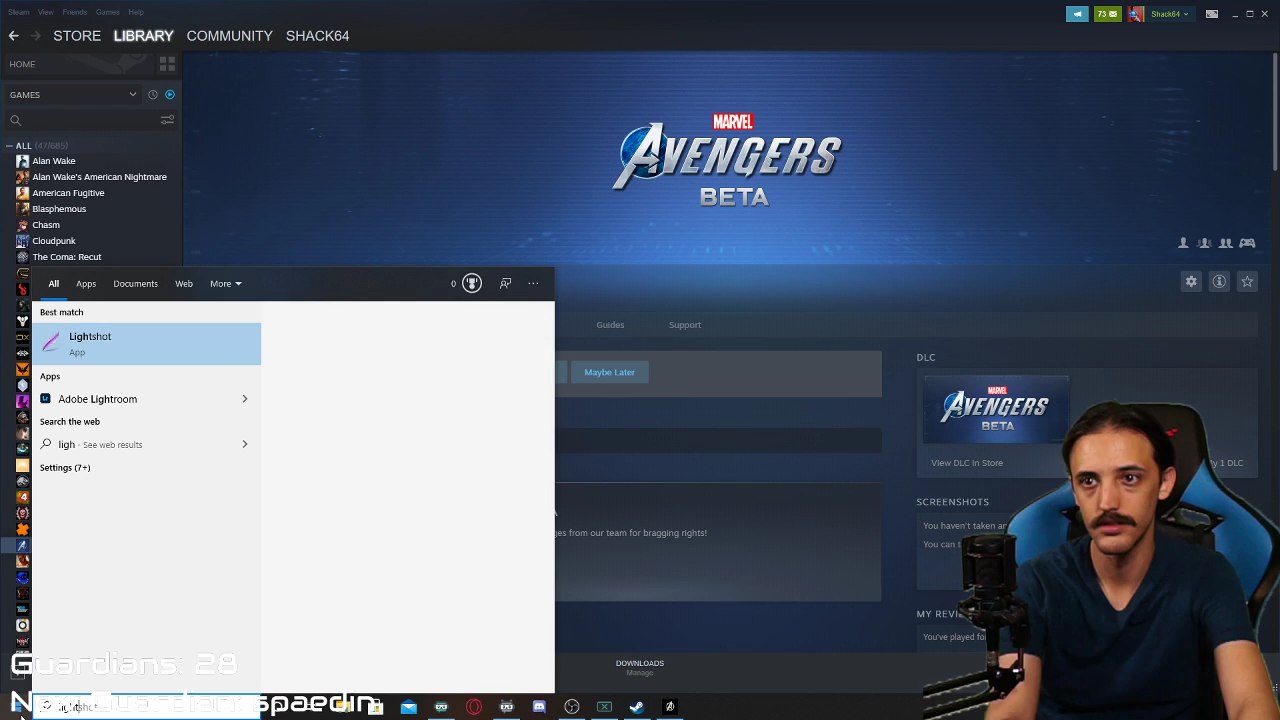 Steam View Friends Games Help
73 Shack64
STORE LIBRARY COMMUNITY SHACK64
HOME
GAMES
ALL (47/685)
Alan Wake
Alan Wake's American Nightmare
American Fugitive
Blasphemous
Chasm
Cloudpunk
The Coma: Recut
MARVEL
AVENGERS
BETA
All Apps Documents Web More 0
Best match
Lightshot
App
Apps
Adobe Lightroom
Search the web
ligh - See web results
Settings (7+)
Guides Support
Maybe Later
ges from our team for bragging rights!
DLC
MARVEL
AVENGERS
BETA
View DLC In Store
1 DLC
SCREENSHOTS
You haven't taken an
You can t
MY REVIE
You've played fo
DOWNLOADS
Manage
Guardians: 28
Guardian: spaedin